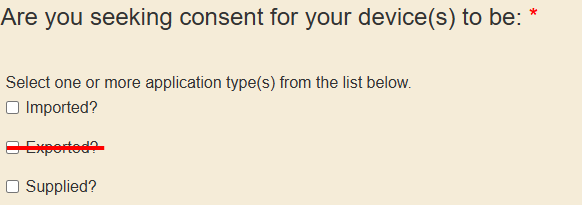 Are you seeking consent for your device(s) to be: *
Select one or more application type(s) from the list below.
Imported?
Exported?
Supplied?